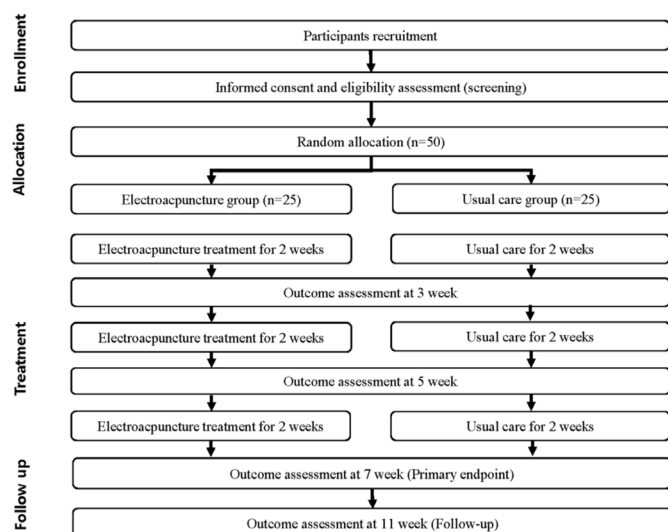 Enrollment
Participants recruitment
Informed consent and eligibility assessment (screening)
Allocation
Random allocation (n=50)
Electroacpuncture group (n=25)
Usual care group (n=25)
Treatment
Electroacpuncture treatment for 2 weeks
Usual care for 2 weeks
Outcome assessment at 3 week
Electroacpuncture treatment for 2 weeks
Usual care for 2 weeks
Outcome assessment at 5 week
Electroacpuncture treatment for 2 weeks
Usual care for 2 weeks
Follow up
Outcome assessment at 7 week (Primary endpoint)
Outcome assessment at 11 week (Follow-up)